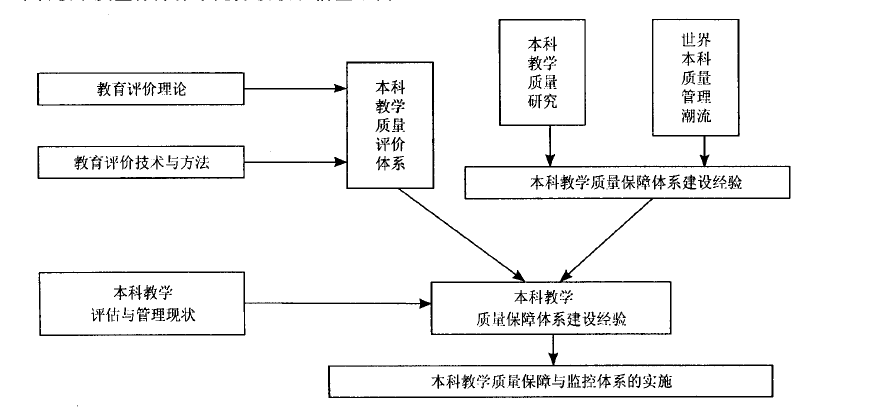 本科
教学
质量
研究
世界
本科
质量
管理
潮流
教育评价理论
本科
教学
质量
评价
体系
教育评价技术与方法
本科教学质量保障体系建设经验
本科教学
评估与管理现状
本科教学
质量保障体系建设经验
本科教学质量保障与监控体系的实施